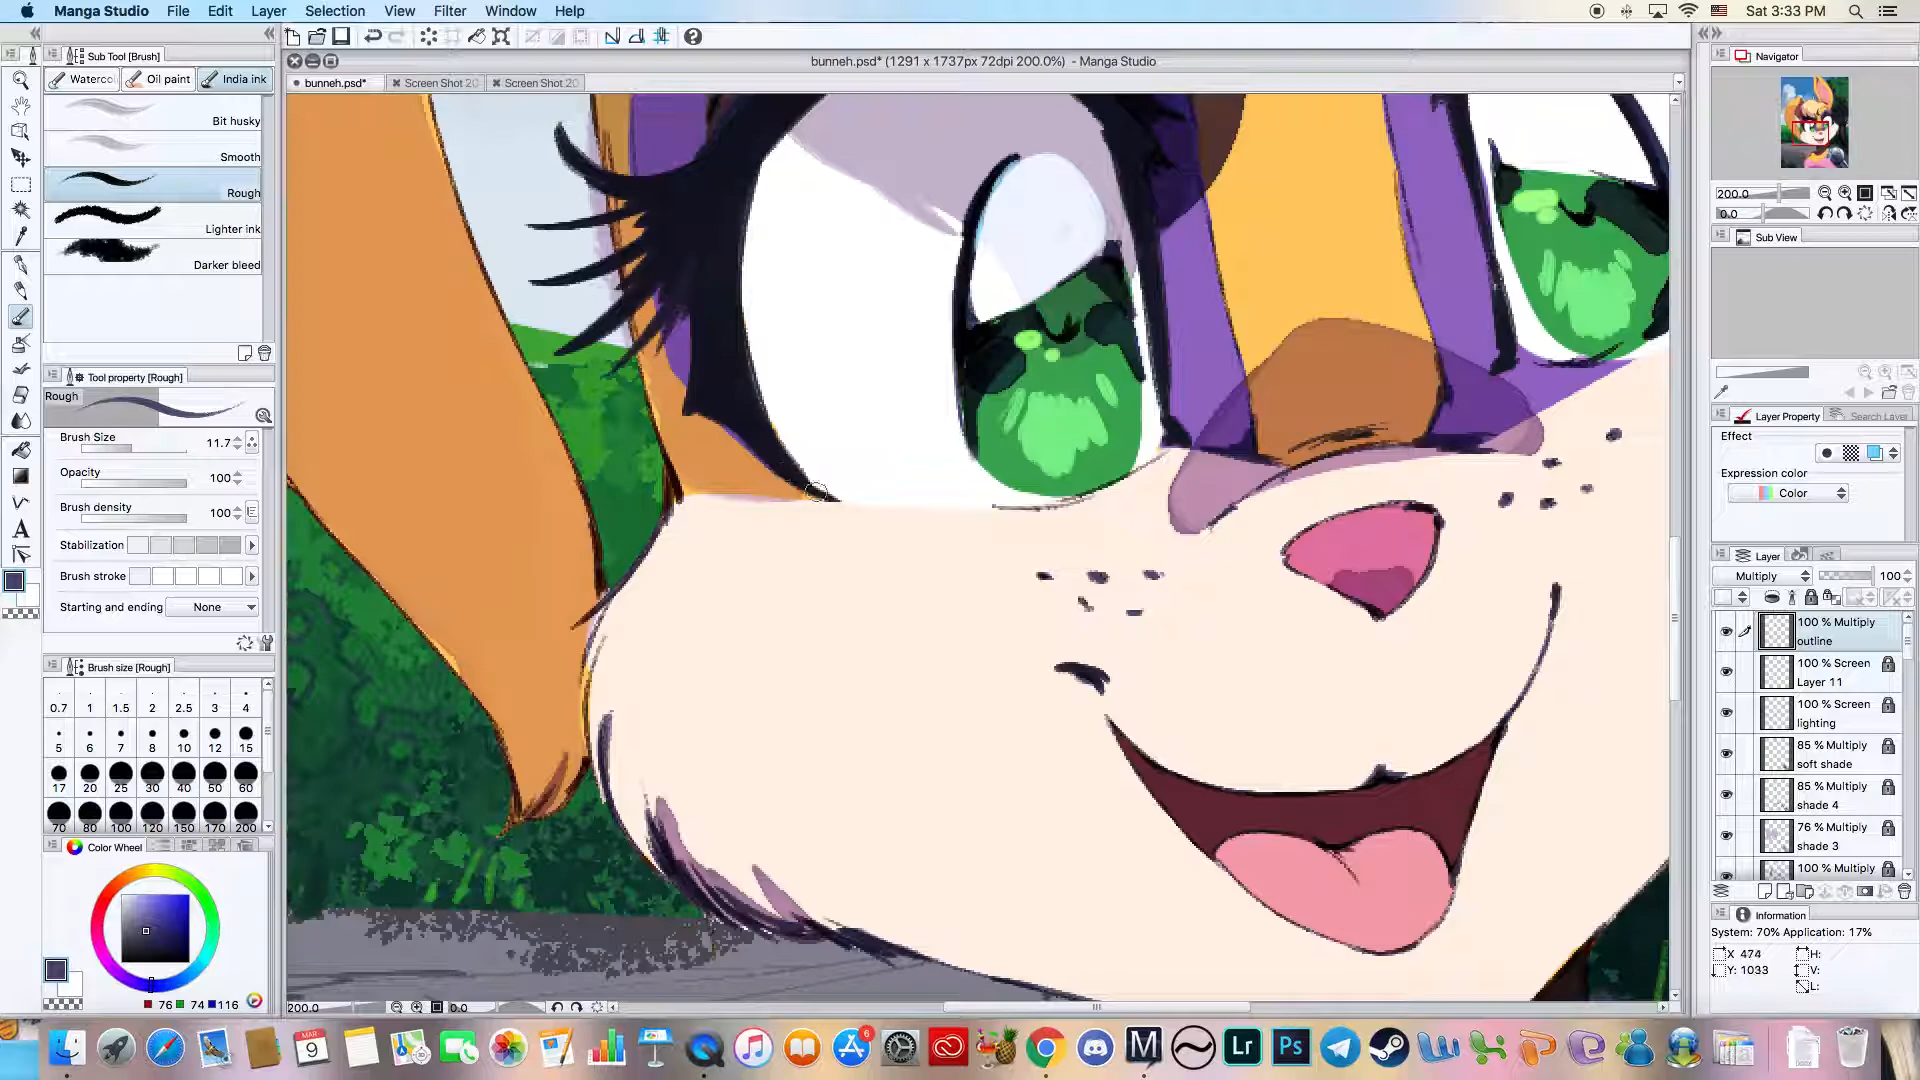 Manga Studio File Edit Layer Selection View Filter Window Help
Sat 3:33 PM
Sub Tool [Brush]
Waterco Oil paint India ink
Bit husky
Smooth
Rough
Lighter ink
Darker bleed
Tool property [Rough]
Rough
Brush Size 11.7
Opacity 100
Brush density 100
Stabilization
Brush stroke
Starting and ending None
Brush size [Rough]
0.7 1 1.5 2 2.5 3 4
5 6 7 8 10 12 15
17 20 25 30 40 50 60
70 80 100 120 150 170 200
Color Wheel
76 74 116
bunneh.psd* (1291 x 1737px 72dpi 200.0%) - Manga Studio
bunneh.psd* Screen Shot 20 Screen Shot 20
200.0 0.0
Navigator
200.0
0.0
Sub View
Layer Property Search Layer
Effect
Expression color
Color
Layer
Multiply 100
100 % Multiply
outline
100 % Screen
Layer 11
100 % Screen
lighting
85 % Multiply
soft shade
85 % Multiply
shade 4
76 % Multiply
shade 3
100 % Multiply
Information
System: 70% Application: 17%
X 474 H:
Y: 1033 V:
L:
MAR
9
6
M
Lr
Ps